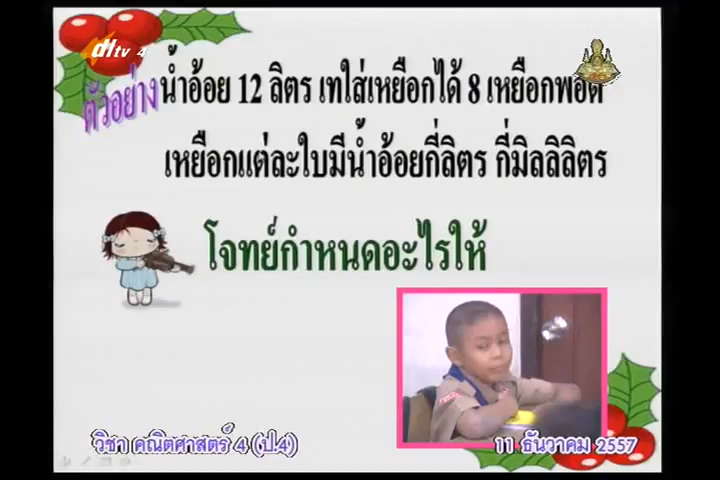 dltv 4
ตัวอย่าง น้ำอ้อย 12 ลิตร เทใส่เหยือกได้ 8 เหยือกพอดี
เหยือกแต่ละใบมีน้ำอ้อยกี่ลิตร กี่มิลลิลิตร
โจทย์กำหนดอะไรให้
วิชา คณิตศาสตร์ 4 (ป.4)
11 ธันวาคม 2557